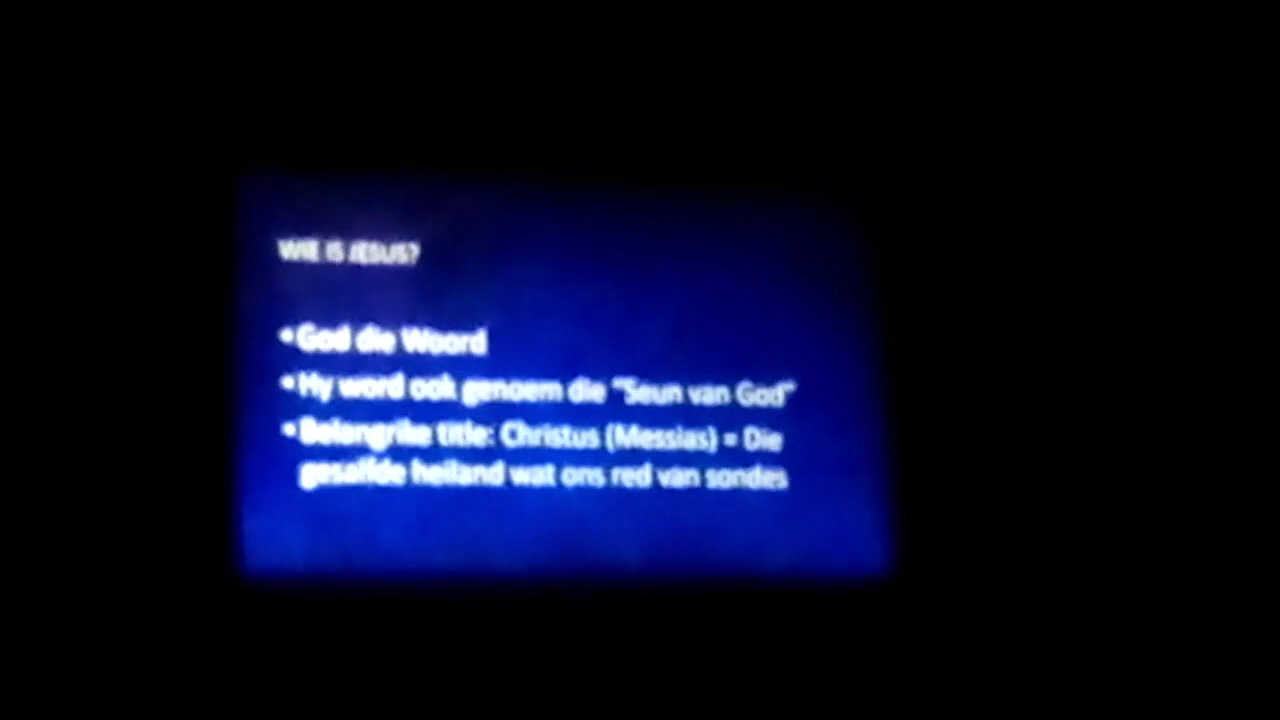 WIE IS JESUS?
• God die Woord
• Hy word ook genoem die "Seun van God"
• Belangrike title: Christus (Messias) = Die
gesalfde heiland wat ons red van sondes